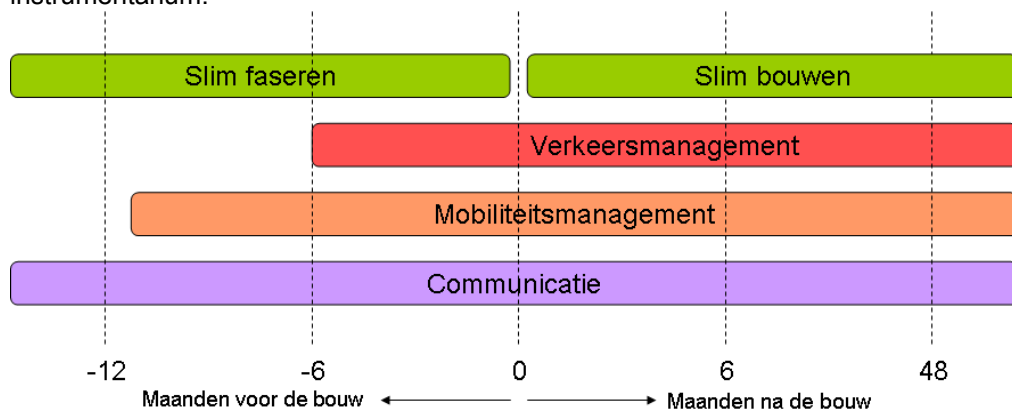 instrumentarium.
Slim faseren Slim bouwen
Verkeersmanagement
Mobiliteitsmanagement
Communicatie
-12 -6 0 6 48
Maanden voor de bouw Maanden na de bouw